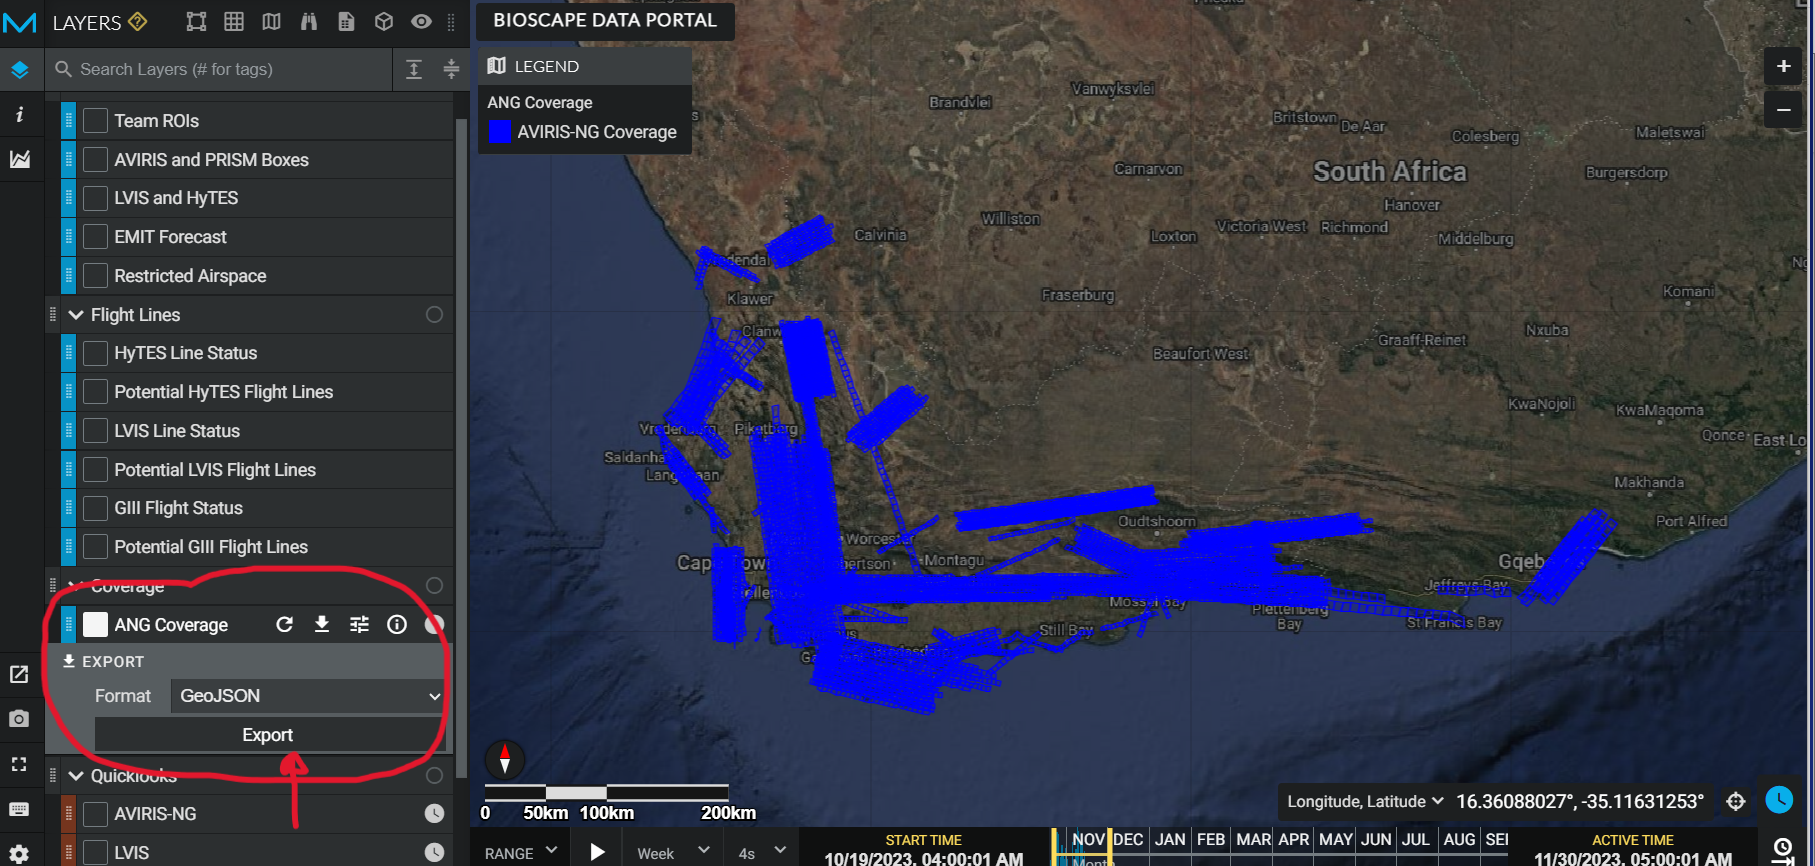 LAYERS
Search Layers (# for tags)
Team ROIs
AVIRIS and PRISM Boxes
LVIS and HyTES
EMIT Forecast
Restricted Airspace
Flight Lines
HyTES Line Status
Potential HyTES Flight Lines
LVIS Line Status
Potential LVIS Flight Lines
GIII Flight Status
Potential GIII Flight Lines
Coverage
ANG Coverage
EXPORT
Format GeoJSON
Export
Quicklooks
AVIRIS-NG
LVIS
BIOSCAPE DATA PORTAL
LEGEND
ANG Coverage
AVIRIS-NG Coverage
Vanwyksvlei
Brandvlei
Britstown
De Aar
Colesberg
Maletswai
Carnarvon
South Africa
Burgersdorp
Hanover
Williston
Calvinia
Loxton
Victoria West
Richmond
Middelburg
Klawer
Fraserburg
Komani
Nxuba
Graaff-Reinet
Beaufort West
KwaNojoli
KwaMaqoma
Qonce
East Lo
Piketberg
Saldanha
Makhanda
Port Alfred
Oudtshoorn
Worcester
Montagu
Gqeb
Jeffreys Bay
Mossel Bay
Plettenberg
Bay
St Francis Bay
Still Bay
0 50km 100km 200km
Longitude, Latitude 16.36088027°, -35.11631253°
RANGE
Week
4s
START TIME
10/19/2023, 04:00:01 AM
NOV DEC JAN FEB MAR APR MAY JUN JUL AUG SE
Month
ACTIVE TIME
11/30/2023, 05:00:01 AM